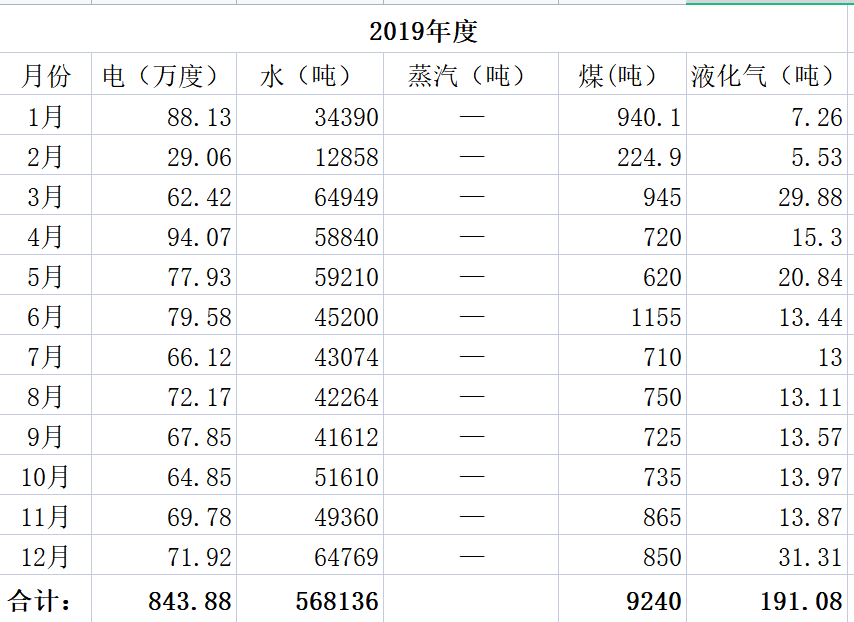 2019年度
月份 电（万度） 水（吨） 蒸汽（吨） 煤(吨） 液化气（吨）
1月 88.13 34390 — 940.1 7.26
2月 29.06 12858 — 224.9 5.53
3月 62.42 64949 — 945 29.88
4月 94.07 58840 — 720 15.3
5月 77.93 59210 — 620 20.84
6月 79.58 45200 — 1155 13.44
7月 66.12 43074 — 710 13
8月 72.17 42264 — 750 13.11
9月 67.85 41612 — 725 13.57
10月 64.85 51610 — 735 13.97
11月 69.78 49360 — 865 13.87
12月 71.92 64769 — 850 31.31
合计： 843.88 568136 9240 191.08